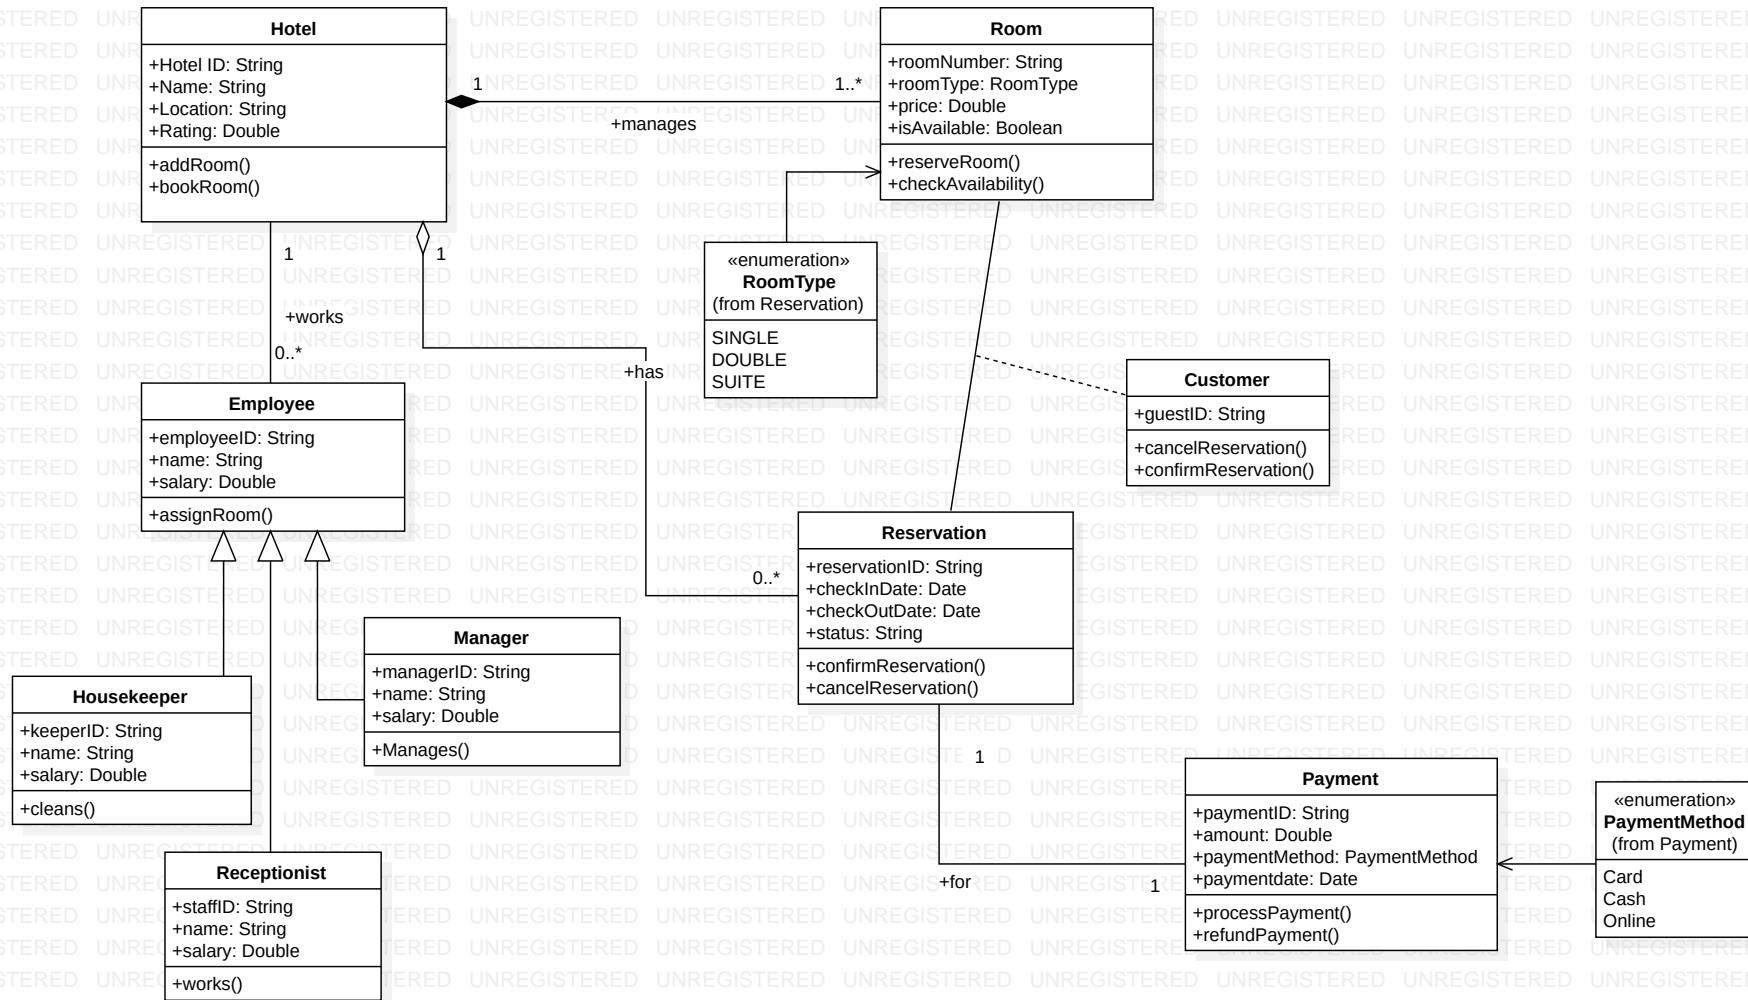 Hotel
+Hotel ID: String
+Name: String
+Location: String
+Rating: Double
+addRoom()
+bookRoom()
1
1..*
+manages
Room
+roomNumber: String
+roomType: RoomType
+price: Double
+isAvailable: Boolean
+reserveRoom()
+checkAvailability()
1
+works
0..*
1
+has
0..*
«enumeration»
RoomType
(from Reservation)
SINGLE
DOUBLE
SUITE
Customer
+guestID: String
+cancelReservation()
+confirmReservation()
Employee
+employeeID: String
+name: String
+salary: Double
+assignRoom()
Reservation
+reservationID: String
+checkInDate: Date
+checkOutDate: Date
+status: String
+confirmReservation()
+cancelReservation()
Manager
+managerID: String
+name: String
+salary: Double
+Manages()
Housekeeper
+keeperID: String
+name: String
+salary: Double
+cleans()
Receptionist
+staffID: String
+name: String
+salary: Double
+works()
1
+for
1
Payment
+paymentID: String
+amount: Double
+paymentMethod: PaymentMethod
+paymentdate: Date
+processPayment()
+refundPayment()
«enumeration»
PaymentMethod
(from Payment)
Card
Cash
Online
UNREGISTERED